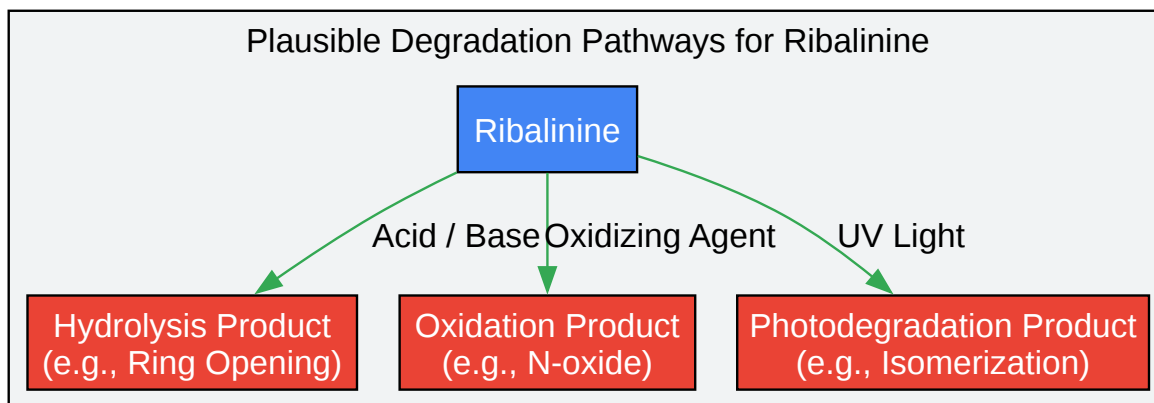 Plausible Degradation Pathways for Ribalinine
Ribalinine
Acid / Base
Oxidizing Agent
UV Light
Hydrolysis Product
(e.g., Ring Opening)
Oxidation Product
(e.g., N-oxide)
Photodegradation Product
(e.g., Isomerization)